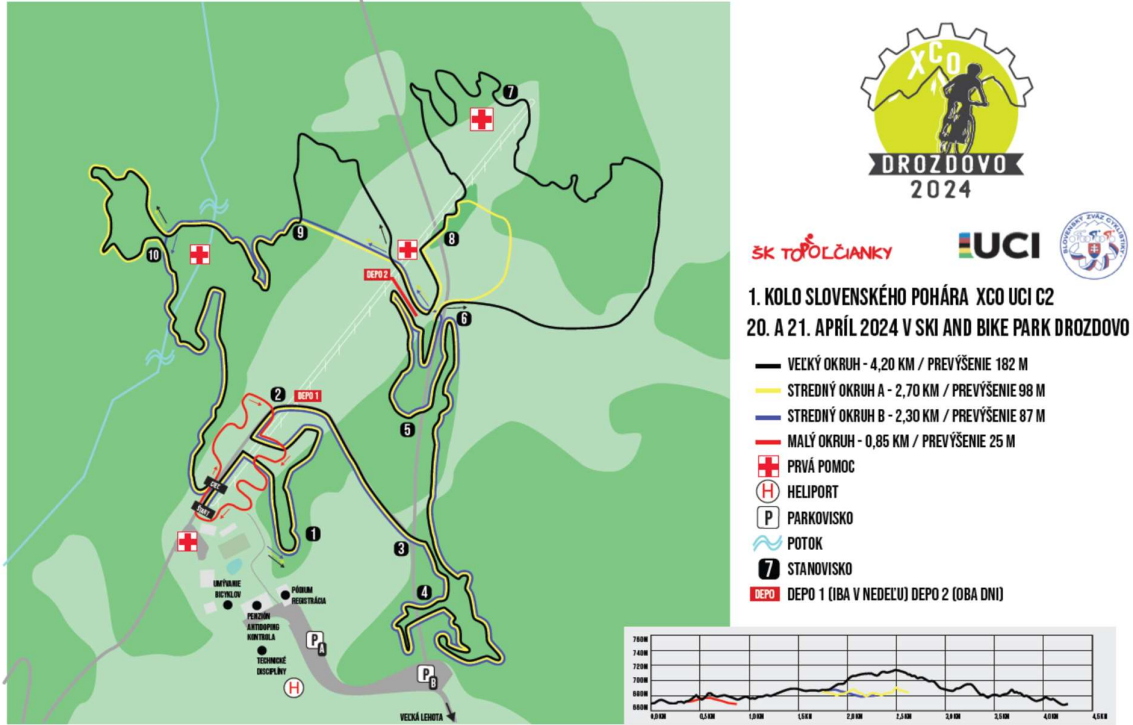 7
9
8
10
DEPO 2
6
2
DEPO 1
5
CIEĽ
ŠTART
1
3
4
UMÝVANIE
BICYKLOV
PÓDIUM
REGISTRÁCIA
PENZIÓN
ANTIDOPING
KONTROLA
TECHNICKÉ
DISCIPLÍNY
P
A
P
B
H
VEĽKÁ LEHOTA
XCO
DROZDOVO
2024
ŠK TOPOĽČIANKY
UCI
SLOVENSKÝ ZVÄZ CYKLISTIKY
1. KOLO SLOVENSKÉHO POHÁRA XCO UCI C2
20. A 21. APRÍL 2024 V SKI AND BIKE PARK DROZDOVO
VEĽKÝ OKRUH - 4,20 KM / PREVÝŠENIE 182 M
STREDNÝ OKRUH A - 2,70 KM / PREVÝŠENIE 98 M
STREDNÝ OKRUH B - 2,30 KM / PREVÝŠENIE 87 M
MALÝ OKRUH - 0,85 KM / PREVÝŠENIE 25 M
PRVÁ POMOC
H HELIPORT
P PARKOVISKO
POTOK
7 STANOVISKO
DEPO DEPO 1 (IBA V NEDEĽU) DEPO 2 (OBA DNI)
760M
740M
720M
700M
680M
660M
0,0 KM 0,5 KM 1,0 KM 1,5 KM 2,0 KM 2,5 KM 3,0 KM 3,5 KM 4,0 KM 4,5 KM